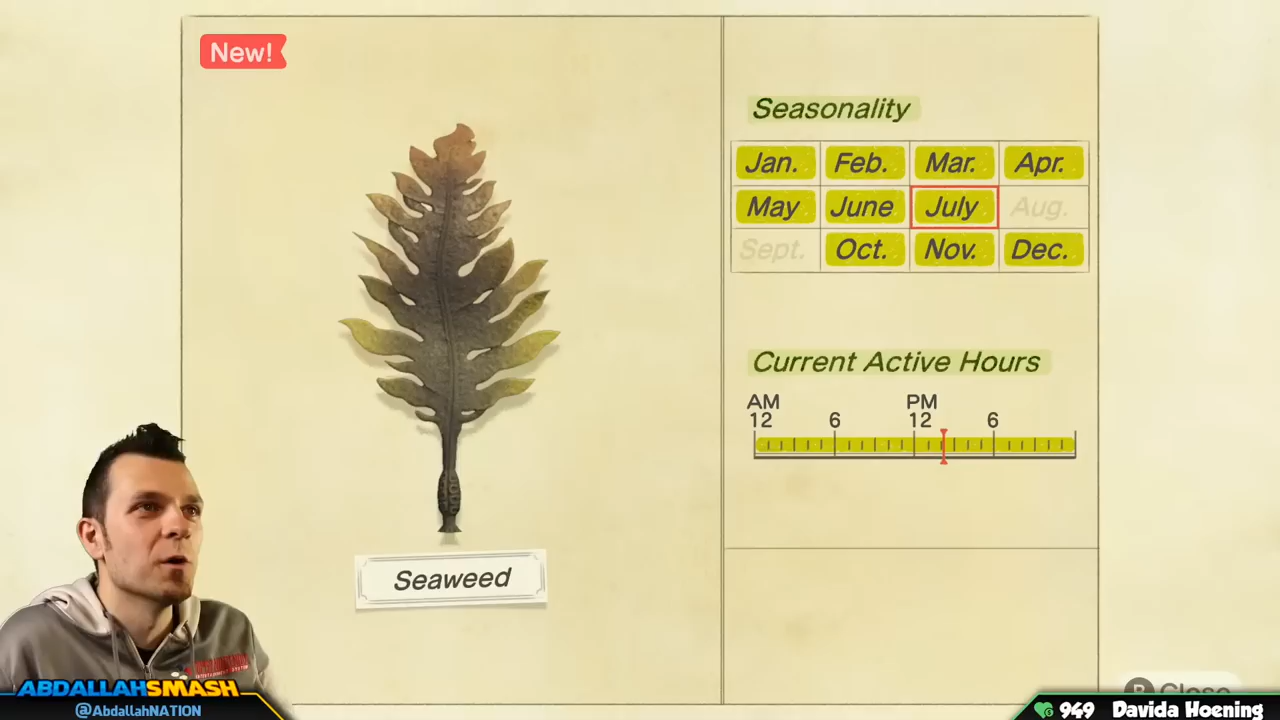 New!
Seasonality
Jan. Feb. Mar. Apr.
May June July Aug.
Sept. Oct. Nov. Dec.
Current Active Hours
AM PM
12 6 12 6
Seaweed
R Close
ABDALLAHSMASH
@AbdallahNATION
949 Davida Hoening